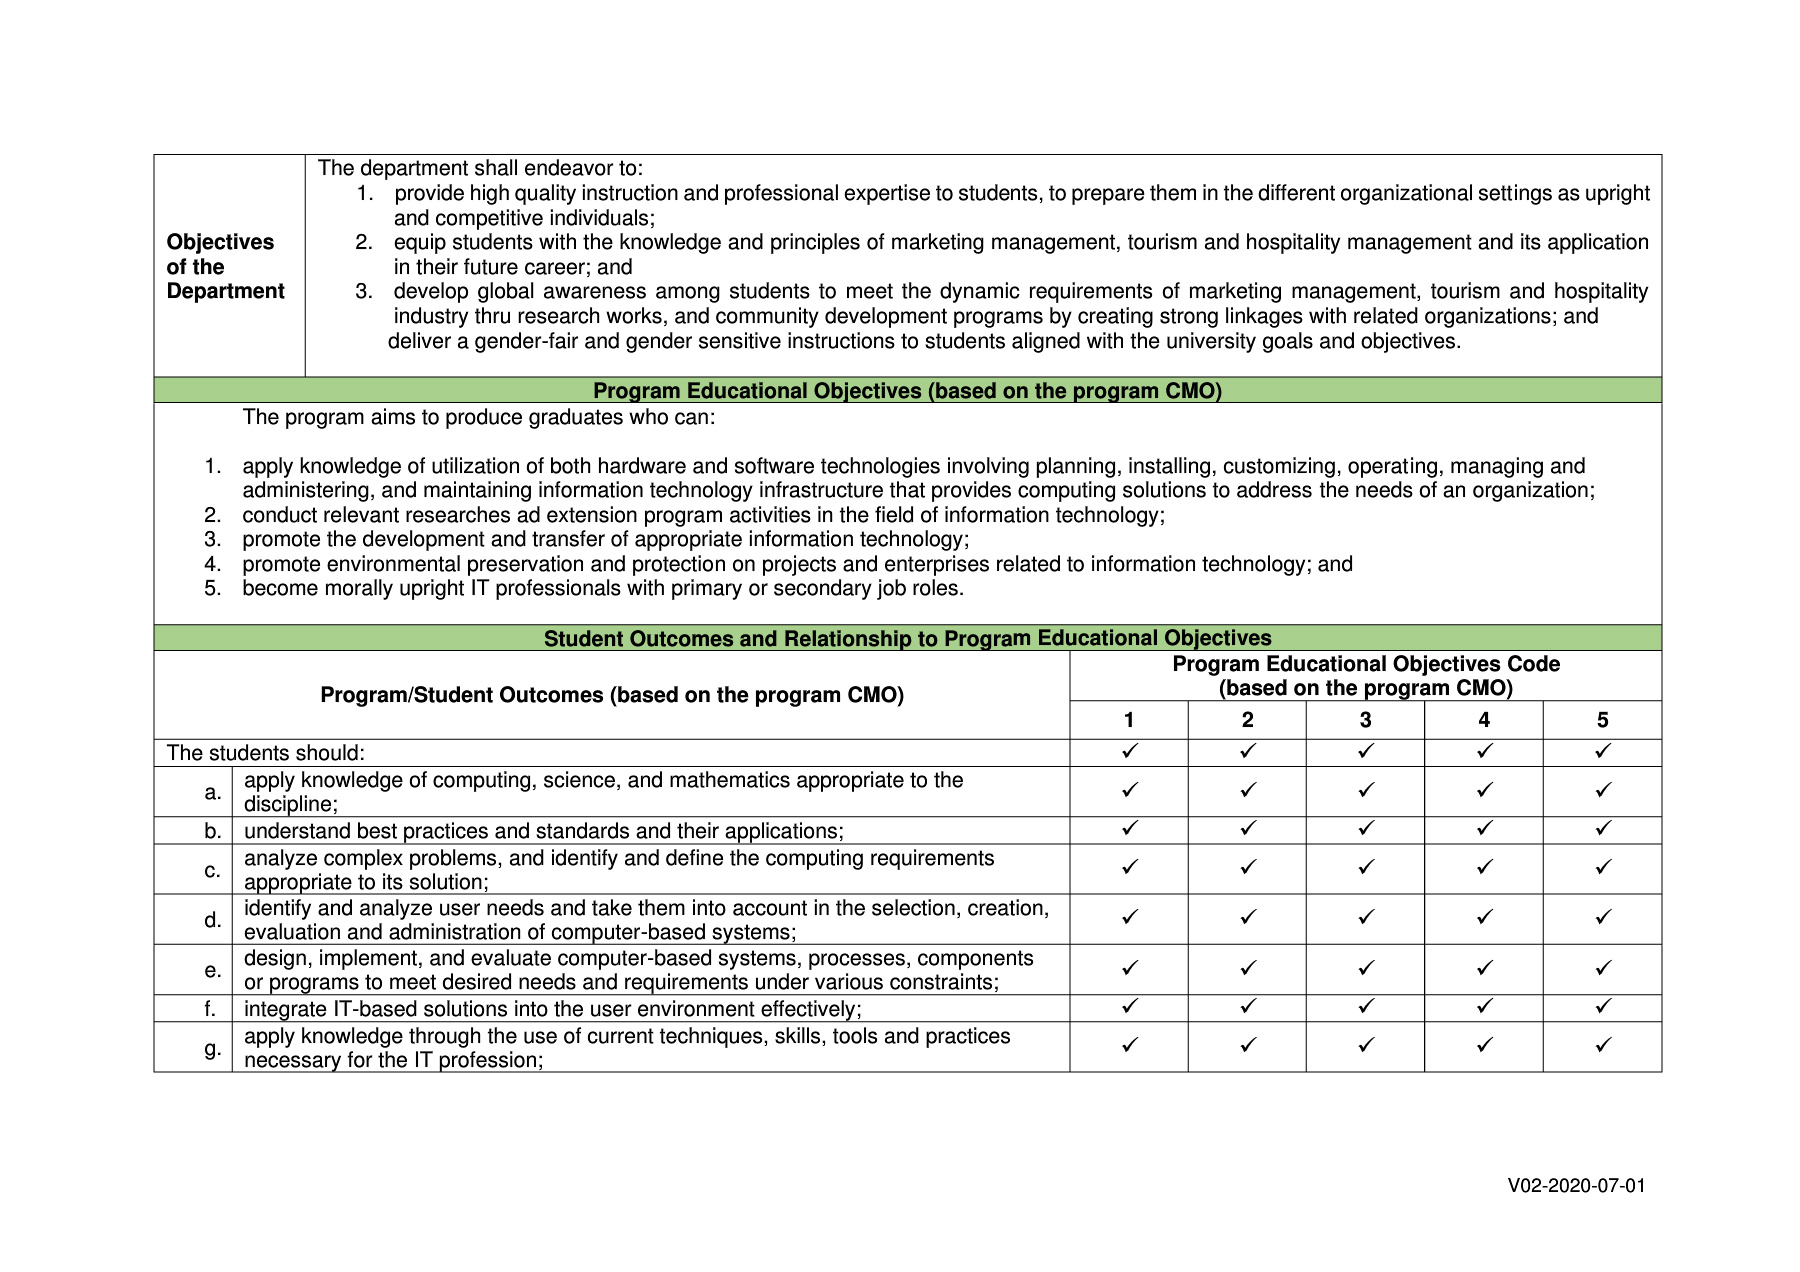 Objectives
of the
Department
The department shall endeavor to:
1. provide high quality instruction and professional expertise to students, to prepare them in the different organizational settings as upright
and competitive individuals;
2. equip students with the knowledge and principles of marketing management, tourism and hospitality management and its application
in their future career; and
3. develop global awareness among students to meet the dynamic requirements of marketing management, tourism and hospitality
industry thru research works, and community development programs by creating strong linkages with related organizations; and
deliver a gender-fair and gender sensitive instructions to students aligned with the university goals and objectives.
Program Educational Objectives (based on the program CMO)
The program aims to produce graduates who can:
1. apply knowledge of utilization of both hardware and software technologies involving planning, installing, customizing, operating, managing and
administering, and maintaining information technology infrastructure that provides computing solutions to address the needs of an organization;
2. conduct relevant researches ad extension program activities in the field of information technology;
3. promote the development and transfer of appropriate information technology;
4. promote environmental preservation and protection on projects and enterprises related to information technology; and
5. become morally upright IT professionals with primary or secondary job roles.
Student Outcomes and Relationship to Program Educational Objectives
Program/Student Outcomes (based on the program CMO)
Program Educational Objectives Code
(based on the program CMO)
1 2 3 4 5
The students should: ✓ ✓ ✓ ✓ ✓
a. apply knowledge of computing, science, and mathematics appropriate to the
discipline; ✓ ✓ ✓ ✓ ✓
b. understand best practices and standards and their applications; ✓ ✓ ✓ ✓ ✓
c. analyze complex problems, and identify and define the computing requirements
appropriate to its solution; ✓ ✓ ✓ ✓ ✓
d. identify and analyze user needs and take them into account in the selection, creation,
evaluation and administration of computer-based systems; ✓ ✓ ✓ ✓ ✓
e. design, implement, and evaluate computer-based systems, processes, components
or programs to meet desired needs and requirements under various constraints; ✓ ✓ ✓ ✓ ✓
f. integrate IT-based solutions into the user environment effectively; ✓ ✓ ✓ ✓ ✓
g. apply knowledge through the use of current techniques, skills, tools and practices
necessary for the IT profession; ✓ ✓ ✓ ✓ ✓
V02-2020-07-01